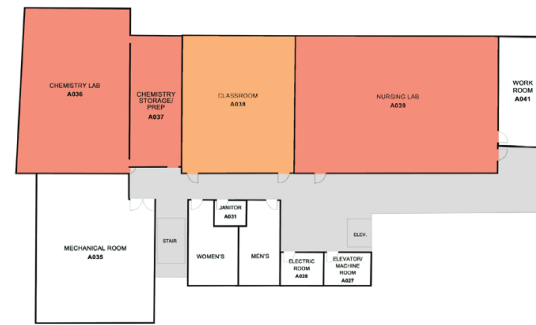 CHEMISTRY LAB
A036
CHEMISTRY
STORAGE/
PREP
A037
CLASSROOM
A038
NURSING LAB
A039
WORK
ROOM
A041
MECHANICAL ROOM
A035
STAIR
JANITOR
A031
WOMEN'S
MEN'S
ELEV.
ELECTRIC
ROOM
A028
ELEVATOR/
MACHINE
ROOM
A027